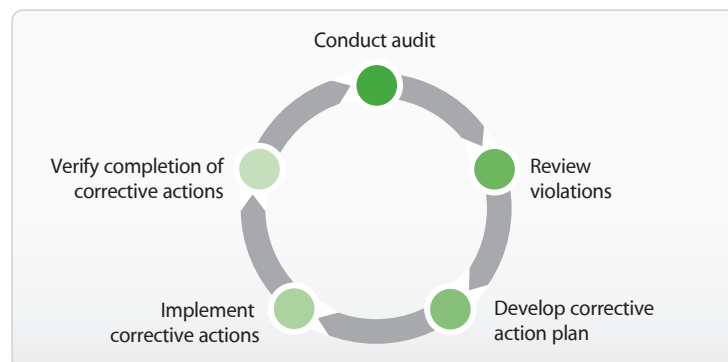 Conduct audit
Review
violations
Develop corrective
action plan
Implement
corrective actions
Verify completion of
corrective actions